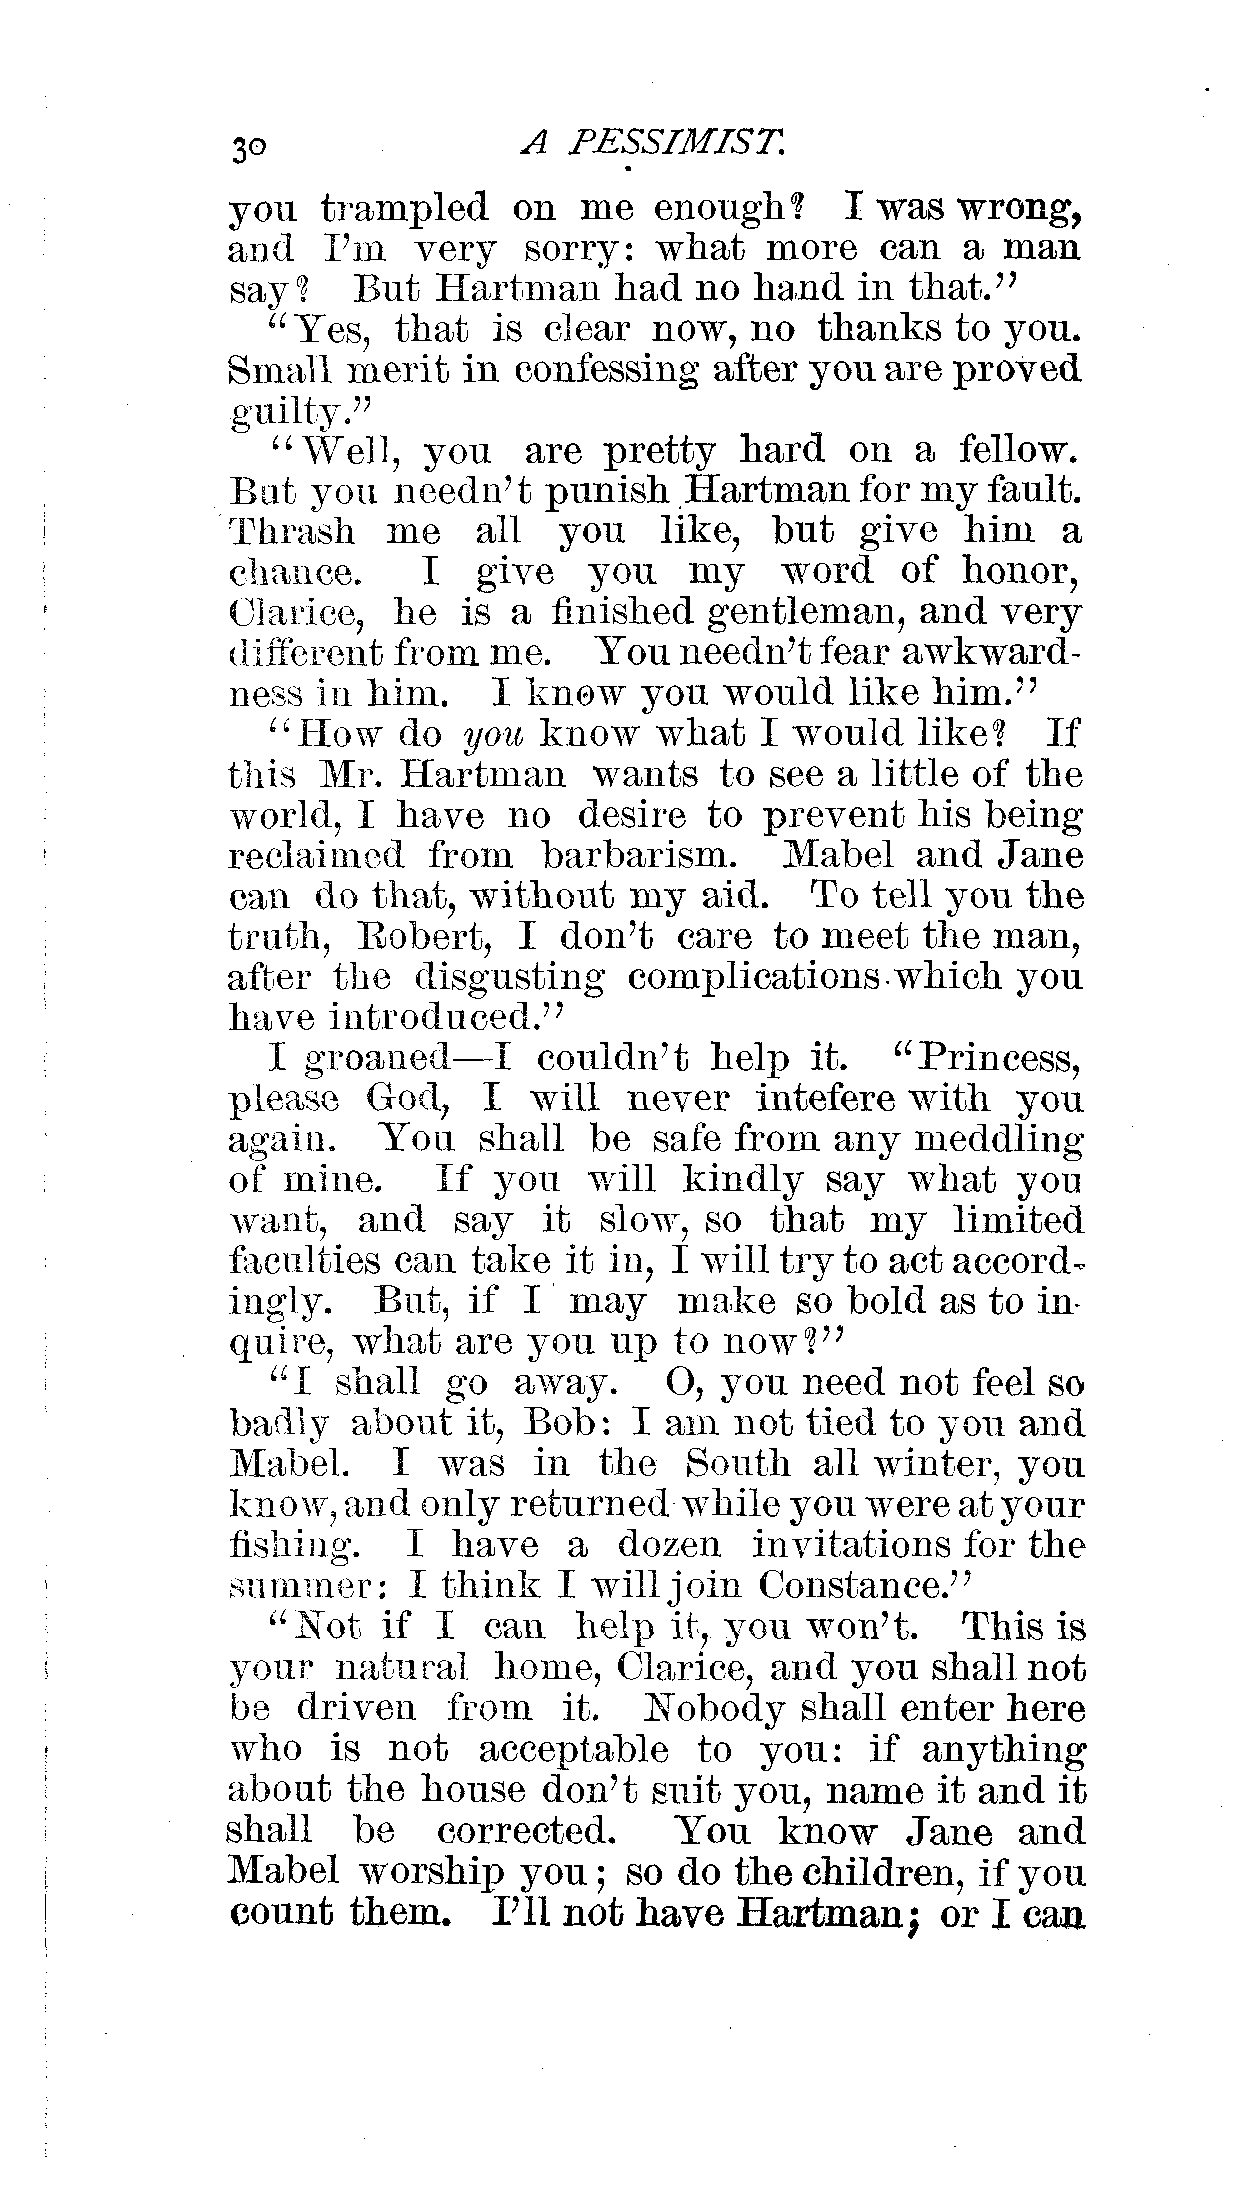 30 A PESSIMIST.
you trampled on me enough? I was wrong,
and I'm very sorry: what more can a man
say? But Hartman had no hand in that."
"Yes, that is clear now, no thanks to you.
Small merit in confessing after you are proved
guilty."
"Well, you are pretty hard on a fellow.
But you needn't punish Hartman for my fault.
Thrash me all you like, but give him a
chance. I give you my word of honor,
Clarice, he is a finished gentleman, and very
different from me. You needn't fear awkward-
ness in him. I know you would like him."
"How do you know what I would like? If
this Mr. Hartman wants to see a little of the
world, I have no desire to prevent his being
reclaimed from barbarism. Mabel and Jane
can do that, without my aid. To tell you the
truth, Robert, I don't care to meet the man,
after the disgusting complications which you
have introduced."
I groaned—I couldn't help it. "Princess,
please God, I will never intefere with you
again. You shall be safe from any meddling
of mine. If you will kindly say what you
want, and say it slow, so that my limited
faculties can take it in, I will try to act accord-
ingly. But, if I may make so bold as to in-
quire, what are you up to now?"
"I shall go away. O, you need not feel so
badly about it, Bob: I am not tied to you and
Mabel. I was in the South all winter, you
know, and only returned while you were at your
fishing. I have a dozen invitations for the
summer: I think I will join Constance."
"Not if I can help it, you won't. This is
your natural home, Clarice, and you shall not
be driven from it. Nobody shall enter here
who is not acceptable to you: if anything
about the house don't suit you, name it and it
shall be corrected. You know Jane and
Mabel worship you; so do the children, if you
count them. I'll not have Hartman; or I can